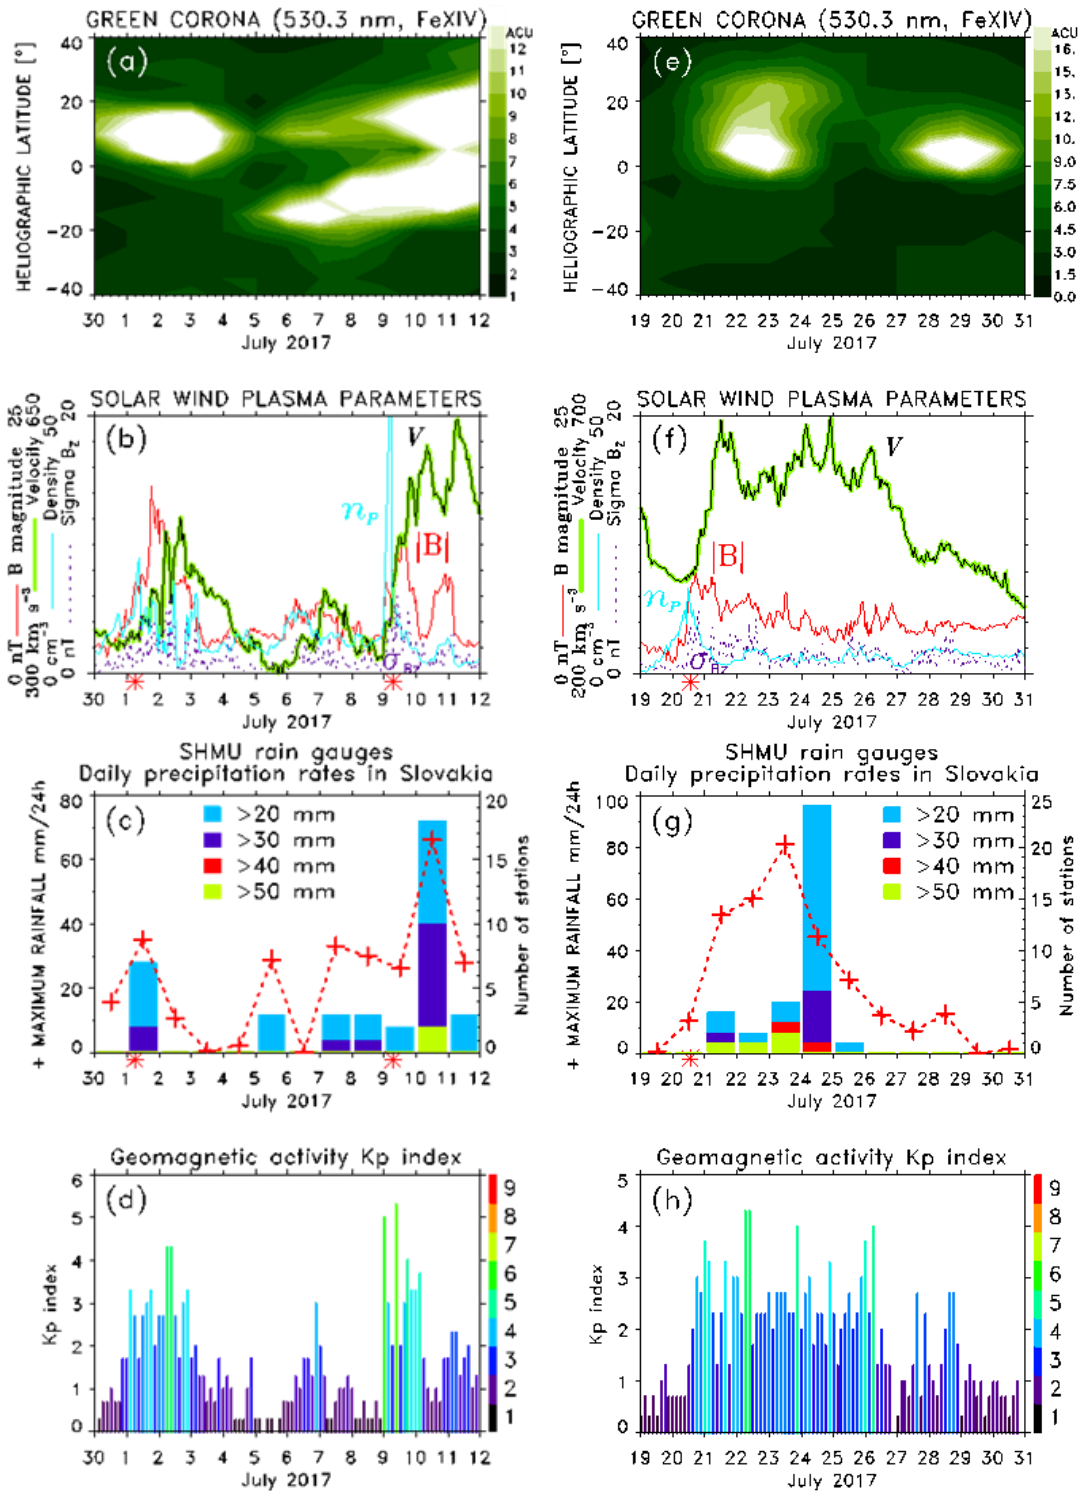 GREEN CORONA (530.3 nm, FeXIV)
(a)
HELIOGRAPHIC LATITUDE [°]
40
20
0
−20
−40
ACU
12
11
10
9
8
7
6
5
4
3
2
1
30 1 2 3 4 5 6 7 8 9 10 11 12
July 2017
GREEN CORONA (530.3 nm, FeXIV)
(e)
HELIOGRAPHIC LATITUDE [°]
40
20
0
−20
−40
ACU
16.
15.
13.
12.
10.
9.0
7.5
6.0
4.5
3.0
1.5
0.0
19 20 21 22 23 24 25 26 27 28 29 30 31
July 2017
SOLAR WIND PLASMA PARAMETERS
(b)
0 nT B magnitude 25
300 km s⁻¹ Velocity 650
0 cm⁻³ Density 50
0 nT Sigma Bz 20
V
np
|B|
σBz
30 1 2 3 4 5 6 7 8 9 10 11 12
July 2017
SOLAR WIND PLASMA PARAMETERS
(f)
0 nT B magnitude 25
200 km s⁻³ Velocity 700
0 cm⁻³ Density 50
0 nT Sigma Bz 20
V
|B|
np
σBz
19 20 21 22 23 24 25 26 27 28 29 30 31
July 2017
SHMU rain gauges
Daily precipitation rates in Slovakia
(c)
+ MAXIMUM RAINFALL mm/24h
80
60
40
20
0
>20 mm
>30 mm
>40 mm
>50 mm
20
15
10
5
0
Number of stations
30 1 2 3 4 5 6 7 8 9 10 11 12
July 2017
SHMU rain gauges
Daily precipitation rates in Slovakia
(g)
+ MAXIMUM RAINFALL mm/24h
100
80
60
40
20
0
>20 mm
>30 mm
>40 mm
>50 mm
25
20
15
10
5
0
Number of stations
19 20 21 22 23 24 25 26 27 28 29 30 31
July 2017
Geomagnetic activity Kp index
(d)
Kp index
6
5
4
3
2
1
0
9
8
7
6
5
4
3
2
1
30 1 2 3 4 5 6 7 8 9 10 11 12
July 2017
Geomagnetic activity Kp index
(h)
Kp index
5
4
3
2
1
0
9
8
7
6
5
4
3
2
1
19 20 21 22 23 24 25 26 27 28 29 30 31
July 2017